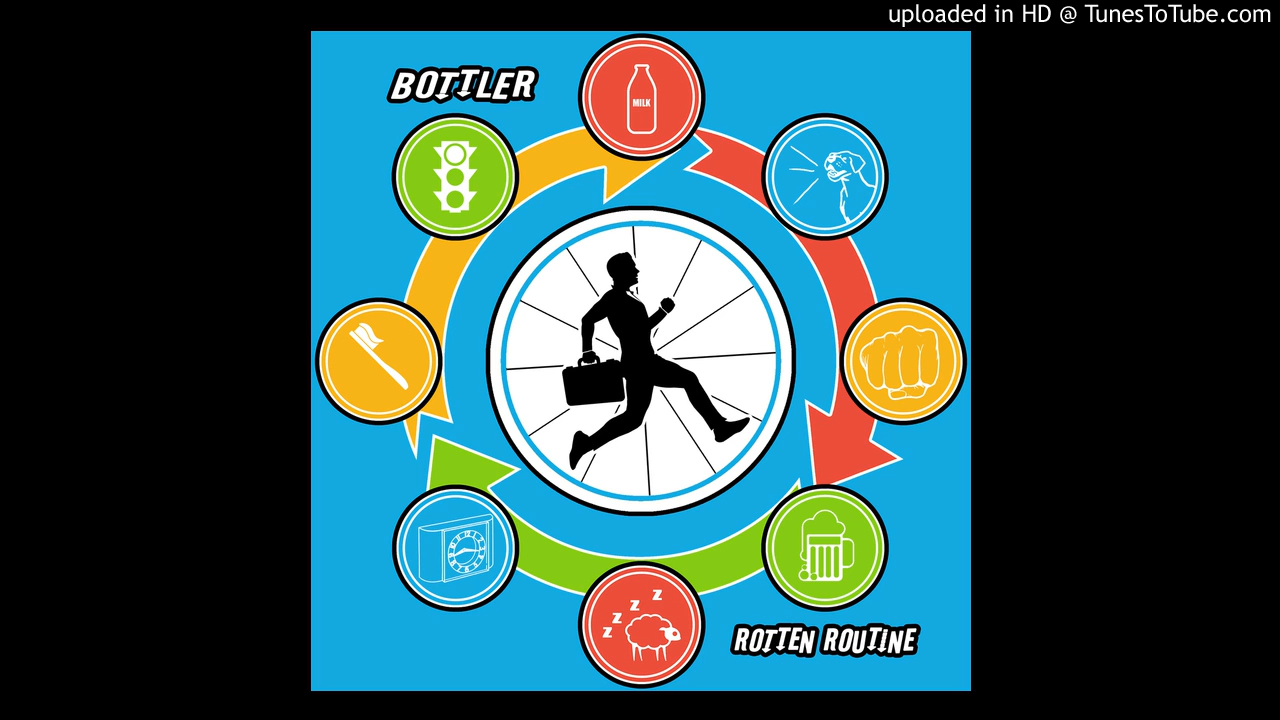 uploaded in HD @ TunesToTube.com
BOTTLER
MILK
z
z
z
z
ROTTEN ROUTINE